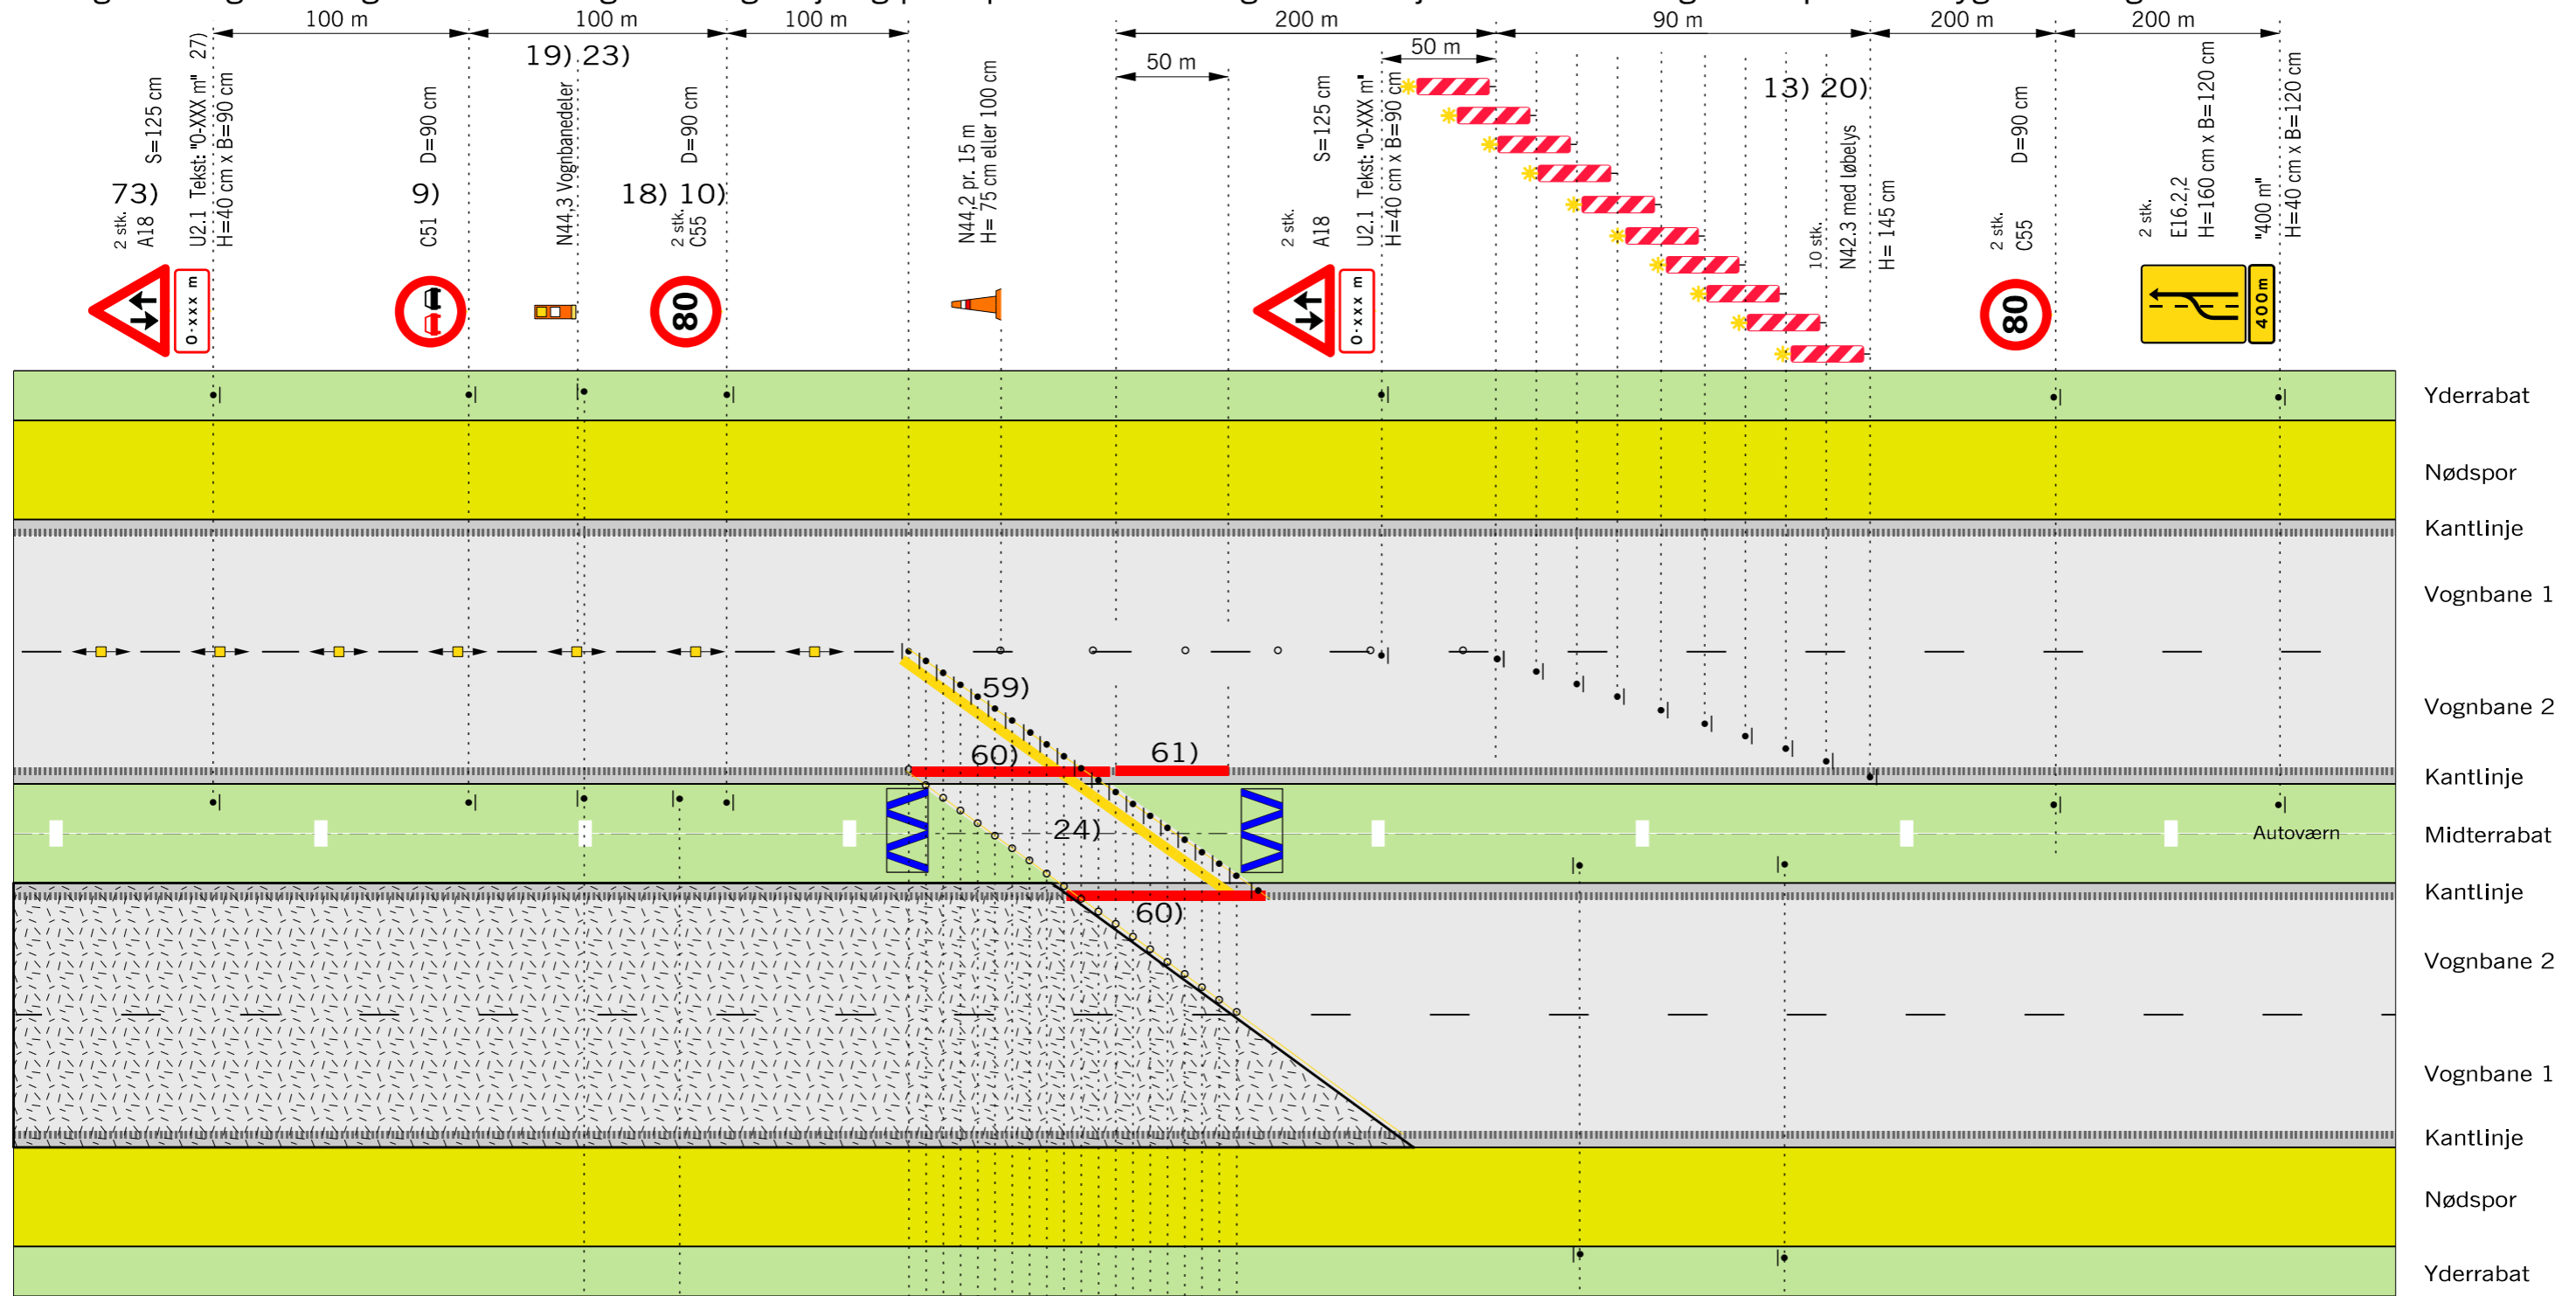 100 m
100 m
100 m
200 m
90 m
200 m
200 m
50 m
50 m
19) 23)
13) 20)
73)
2 stk.
A18 S=125 cm
U2.1 Tekst: "0-XXX m" 27)
H=40 cm x B=90 cm
0-xxx m
9)
C51 D=90 cm
N44,3 Vognbanedeler
18) 10)
2 stk.
C55 D=90 cm
80
N44,2 pr. 15 m
H= 75 cm eller 100 cm
2 stk.
A18 S=125 cm
U2.1 Tekst: "0-XXX m"
H=40 cm x B=90 cm
0-xxx m
10 stk.
N42.3 med løbelys
H= 145 cm
2 stk.
C55 D=90 cm
80
2 stk.
E16.2,2
H=160 cm x B=120 cm
"400 m"
H=40 cm x B=120 cm
400m
Yderrabat
Nødspor
Kantlinje
Vognbane 1
59)
Vognbane 2
60)
61)
Kantlinje
24)
Autoværn
Midterrabat
Kantlinje
60)
Vognbane 2
Vognbane 1
Kantlinje
Nødspor
Yderrabat